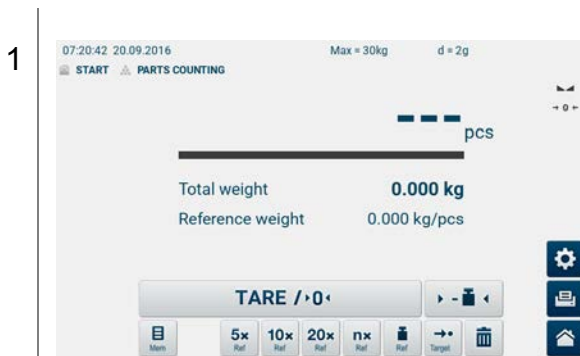 1
07:20:42 20.09.2016 Max = 30kg d = 2g
START PARTS COUNTING
→ 0 ←
--- pcs
Total weight 0.000 kg
Reference weight 0.000 kg/pcs
TARE / 0
Mem 5x Ref 10x Ref 20x Ref nx Ref Ref Target